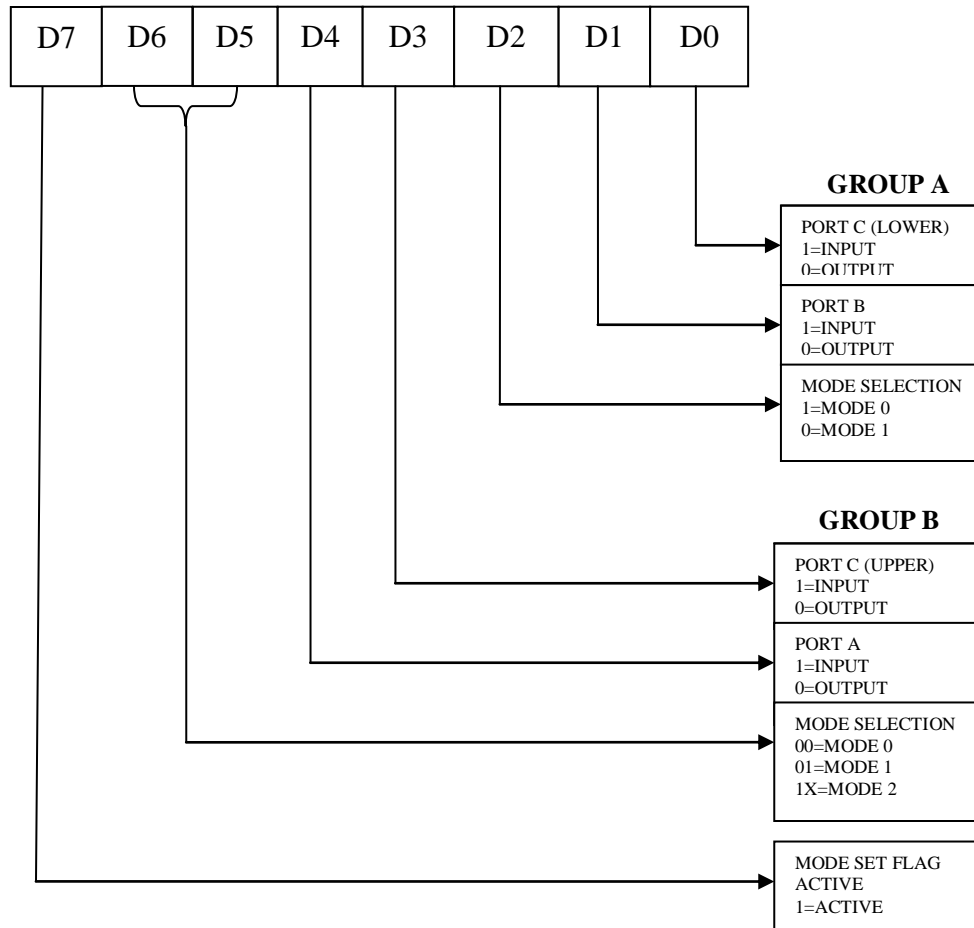 D7 D6 D5 D4 D3 D2 D1 D0
GROUP A
PORT C (LOWER)
1=INPUT
0=OUTPUT
PORT B
1=INPUT
0=OUTPUT
MODE SELECTION
1=MODE 0
0=MODE 1
GROUP B
PORT C (UPPER)
1=INPUT
0=OUTPUT
PORT A
1=INPUT
0=OUTPUT
MODE SELECTION
00=MODE 0
01=MODE 1
1X=MODE 2
MODE SET FLAG
ACTIVE
1=ACTIVE